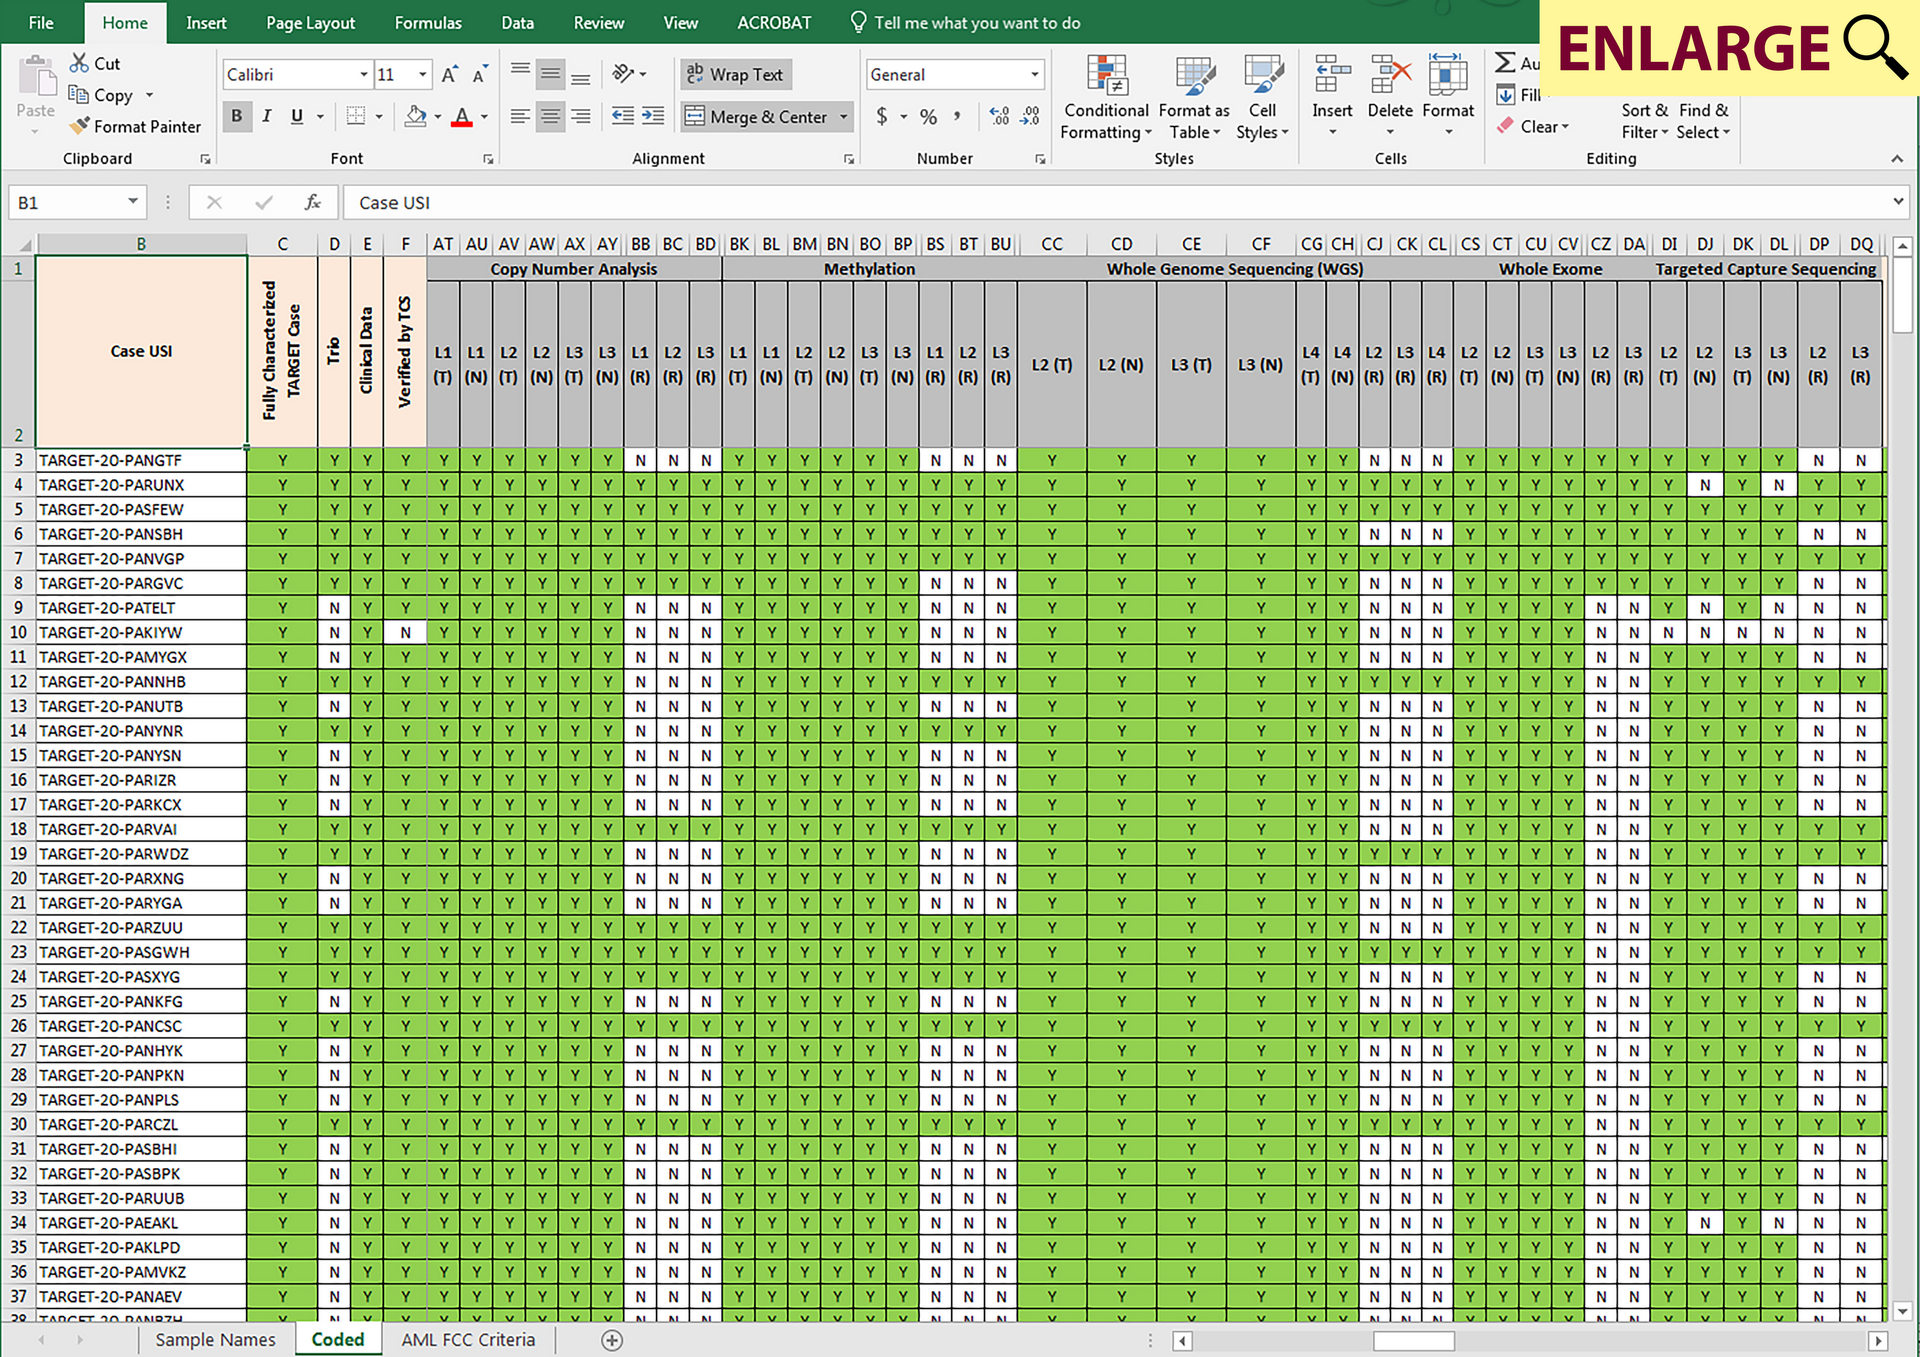 File Home Insert Page Layout Formulas Data Review View ACROBAT Tell me what you want to do
ENLARGE
Paste Cut Copy Format Painter Clipboard
Calibri 11 B I U A Font
Wrap Text Merge & Center Alignment
General $ % , Number
Conditional Formatting Format as Table Cell Styles Styles
Insert Delete Format Cells
Au Fill Clear Sort & Filter Find & Select Editing
B1 fx Case USI
B C D E F AT AU AV AW AX AY BB BC BD BK BL BM BN BO BP BS BT BU CC CD CE CF CG CH CJ CK CL CS CT CU CV CZ DA DI DJ DK DL DP DQ
1 Copy Number Analysis Methylation Whole Genome Sequencing (WGS) Whole Exome Targeted Capture Sequencing
2 Case USI Fully Characterized TARGET Case Trio Clinical Data Verified by TCS L1 (T) L1 (N) L2 (T) L2 (N) L3 (T) L3 (N) L1 (R) L2 (R) L3 (R) L1 (T) L1 (N) L2 (T) L2 (N) L3 (T) L3 (N) L1 (R) L2 (R) L3 (R) L2 (T) L2 (N) L3 (T) L3 (N) L4 (T) L4 (N) L2 (R) L3 (R) L4 (R) L2 (T) L2 (N) L3 (T) L3 (N) L2 (R) L3 (R) L2 (T) L2 (N) L3 (T) L3 (N) L2 (R) L3 (R)
3 TARGET-20-PANGTF Y Y Y Y Y Y Y Y Y Y N N N Y Y Y Y Y Y N N N Y Y Y Y Y Y N N N Y Y Y Y Y Y Y Y Y Y N N
4 TARGET-20-PARUNX Y Y Y Y Y Y Y Y Y Y Y Y Y Y Y Y Y Y Y Y Y Y Y Y Y Y Y Y Y Y Y Y Y Y Y Y Y Y N Y N Y Y
5 TARGET-20-PASFEW Y Y Y Y Y Y Y Y Y Y Y Y Y Y Y Y Y Y Y Y Y Y Y Y Y Y Y Y Y Y Y Y Y Y Y Y Y Y Y Y Y Y Y
6 TARGET-20-PANSBH Y Y Y Y Y Y Y Y Y Y Y Y Y Y Y Y Y Y Y Y Y Y Y Y Y Y Y Y N N N Y Y Y Y Y Y Y Y Y Y N N
7 TARGET-20-PANVGP Y Y Y Y Y Y Y Y Y Y Y Y Y Y Y Y Y Y Y Y Y Y Y Y Y Y Y Y Y Y Y Y Y Y Y Y Y Y Y Y Y Y Y
8 TARGET-20-PARGVC Y Y Y Y Y Y Y Y Y Y Y Y Y Y Y Y Y Y Y N N N Y Y Y Y Y Y N N N Y Y Y Y Y Y Y Y Y Y N N
9 TARGET-20-PATELT Y N Y Y Y Y Y Y Y Y N N N Y Y Y Y Y Y N N N Y Y Y Y Y Y N N N Y Y Y Y N N Y N Y N N N
10 TARGET-20-PAKIYW Y N Y N Y Y Y Y Y Y N N N Y Y Y Y Y Y N N N Y Y Y Y Y Y N N N Y Y Y Y N N N N N N N N
11 TARGET-20-PAMYGX Y N Y Y Y Y Y Y Y Y N N N Y Y Y Y Y Y N N N Y Y Y Y Y Y N N N Y Y Y Y N N Y Y Y Y N N
12 TARGET-20-PANNHB Y Y Y Y Y Y Y Y Y Y N N N Y Y Y Y Y Y Y Y Y Y Y Y Y Y Y Y Y Y Y Y Y Y N N Y Y Y Y Y Y
13 TARGET-20-PANUTB Y N Y Y Y Y Y Y Y Y N N N Y Y Y Y Y Y N N N Y Y Y Y Y Y N N N Y Y Y Y N N Y Y Y Y N N
14 TARGET-20-PANYNR Y Y Y Y Y Y Y Y Y Y N N N Y Y Y Y Y Y Y Y Y Y Y Y Y Y Y N N N Y Y Y Y N N Y Y Y Y N N
15 TARGET-20-PANYSN Y N Y Y Y Y Y Y Y Y N N N Y Y Y Y Y Y N N N Y Y Y Y Y Y N N N Y Y Y Y N N Y Y Y Y N N
16 TARGET-20-PARIZR Y N Y Y Y Y Y Y Y Y N N N Y Y Y Y Y Y N N N Y Y Y Y Y Y N N N Y Y Y Y N N Y Y Y Y N N
17 TARGET-20-PARKCX Y N Y Y Y Y Y Y Y Y N N N Y Y Y Y Y Y N N N Y Y Y Y Y Y N N N Y Y Y Y N N Y Y Y Y N N
18 TARGET-20-PARVAI Y Y Y Y Y Y Y Y Y Y Y Y Y Y Y Y Y Y Y Y Y Y Y Y Y Y Y Y N N N Y Y Y Y N N Y Y Y Y Y Y
19 TARGET-20-PARWDZ Y Y Y Y Y Y Y Y Y Y N N N Y Y Y Y Y Y N N N Y Y Y Y Y Y Y Y Y Y Y Y Y N N Y Y Y Y Y Y
20 TARGET-20-PARXNG Y N Y Y Y Y Y Y Y Y N N N Y Y Y Y Y Y N N N Y Y Y Y Y Y N N N Y Y Y Y N N Y Y Y Y N N
21 TARGET-20-PARYGA Y N Y Y Y Y Y Y Y Y N N N Y Y Y Y Y Y N N N Y Y Y Y Y Y N N N Y Y Y Y N N Y Y Y Y N N
22 TARGET-20-PARZUU Y Y Y Y Y Y Y Y Y Y Y Y Y Y Y Y Y Y Y Y Y Y Y Y Y Y Y Y N N N Y Y Y Y N N Y Y Y Y Y Y
23 TARGET-20-PASGWH Y Y Y Y Y Y Y Y Y Y Y Y Y Y Y Y Y Y Y Y Y Y Y Y Y Y Y Y Y Y Y Y Y Y Y N N Y Y Y Y Y Y
24 TARGET-20-PASXYG Y Y Y Y Y Y Y Y Y Y Y Y Y Y Y Y Y Y Y Y Y Y Y Y Y Y Y Y N N N Y Y Y Y N N Y Y Y Y N N
25 TARGET-20-PANKFG Y N Y Y Y Y Y Y Y Y N N N Y Y Y Y Y Y N N N Y Y Y Y Y Y N N N Y Y Y Y N N Y Y Y Y N N
26 TARGET-20-PANCSC Y Y Y Y Y Y Y Y Y Y Y Y Y Y Y Y Y Y Y Y Y Y Y Y Y Y Y Y Y Y Y Y Y Y Y N N Y Y Y Y Y Y
27 TARGET-20-PANHYK Y N Y Y Y Y Y Y Y Y N N N Y Y Y Y Y Y N N N Y Y Y Y Y Y N N N Y Y Y Y N N Y Y Y Y N N
28 TARGET-20-PANPKN Y N Y Y Y Y Y Y Y Y N N N Y Y Y Y Y Y N N N Y Y Y Y Y Y N N N Y Y Y Y N N Y Y Y Y N N
29 TARGET-20-PANPLS Y N Y Y Y Y Y Y Y Y N N N Y Y Y Y Y Y N N N Y Y Y Y Y Y N N N Y Y Y Y N N Y Y Y Y N N
30 TARGET-20-PARCZL Y Y Y Y Y Y Y Y Y Y Y Y Y Y Y Y Y Y Y Y Y Y Y Y Y Y Y Y Y Y Y Y Y Y Y N N Y Y Y Y Y Y
31 TARGET-20-PASBHI Y N Y Y Y Y Y Y Y Y N N N Y Y Y Y Y Y N N N Y Y Y Y Y Y N N N Y Y Y Y N N Y Y Y Y N N
32 TARGET-20-PASBPK Y N Y Y Y Y Y Y Y Y N N N Y Y Y Y Y Y N N N Y Y Y Y Y Y N N N Y Y Y Y N N Y Y Y Y N N
33 TARGET-20-PARUUB Y N Y Y Y Y Y Y Y Y N N N Y Y Y Y Y Y N N N Y Y Y Y Y Y N N N Y Y Y Y N N Y Y Y Y N N
34 TARGET-20-PAEAKL Y N Y Y Y Y Y Y Y Y N N N Y Y Y Y Y Y N N N Y Y Y Y Y Y N N N Y Y Y Y N N Y N Y N N N
35 TARGET-20-PAKLPD Y N Y Y Y Y Y Y Y Y N N N Y Y Y Y Y Y N N N Y Y Y Y Y Y N N N Y Y Y Y N N Y Y Y Y N N
36 TARGET-20-PAMVKZ Y N Y Y Y Y Y Y Y Y N N N Y Y Y Y Y Y N N N Y Y Y Y Y Y N N N Y Y Y Y N N Y Y Y Y N N
37 TARGET-20-PANAEV Y N Y Y Y Y Y Y Y Y N N N Y Y Y Y Y Y N N N Y Y Y Y Y Y N N N Y Y Y Y N N Y Y Y Y N N
Sample Names Coded AML FCC Criteria